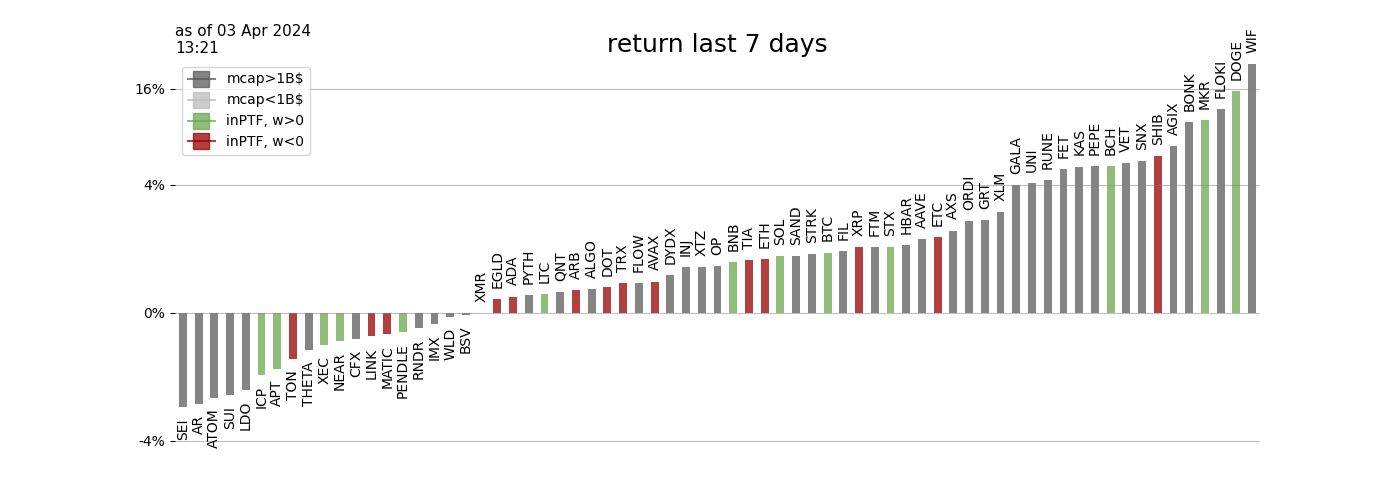 as of 03 Apr 2024
13:21
return last 7 days
mcap>1B$
mcap<1B$
inPTF, w>0
inPTF, w<0
16%
4%
0%
-4%
SEI
AR
ATOM
SUI
LDO
ICP
APT
TON
THETA
XEC
NEAR
CFX
LINK
MATIC
PENDLE
RNDR
IMX
WLD
BSV
XMR
EGLD
ADA
PYTH
LTC
QNT
ARB
ALGO
DOT
TRX
FLOW
AVAX
DYDX
INJ
XTZ
OP
BNB
TIA
ETH
SOL
SAND
STRK
BTC
FIL
XRP
FTM
STX
HBAR
AAVE
ETC
AXS
ORDI
GRT
XLM
GALA
UNI
RUNE
FET
KAS
PEPE
BCH
VET
SNX
SHIB
AGIX
BONK
MKR
FLOKI
DOGE
WIF